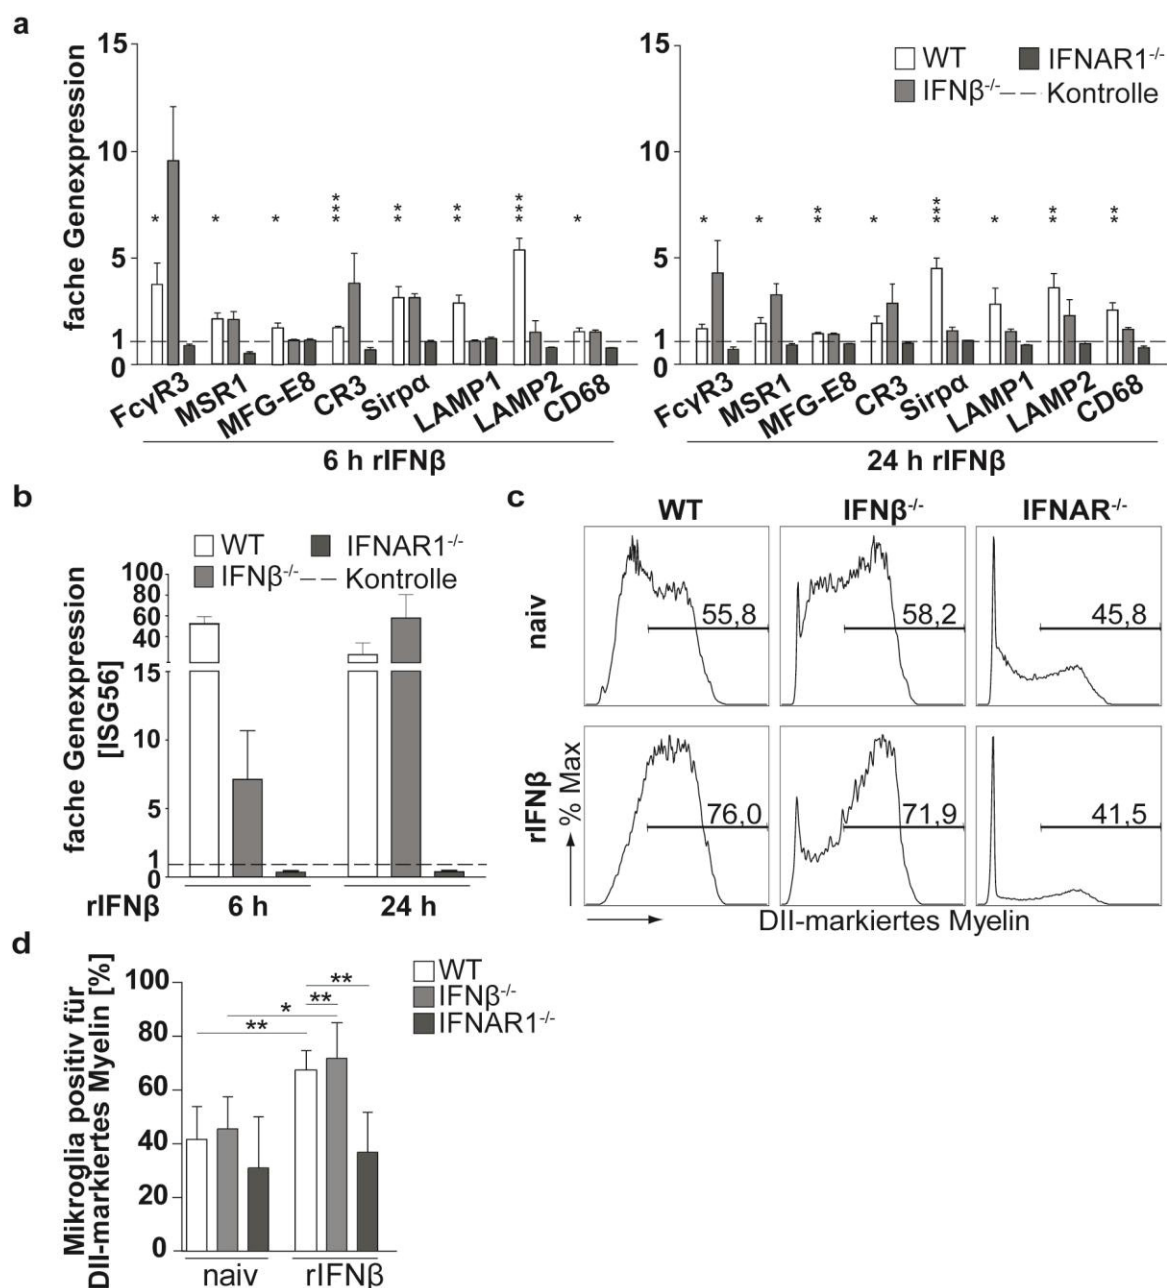 a
fache Genexpression
15
10
5
1
0
* * * *** ** ** *** *
FcγR3 MSR1 MFG-E8 CR3 Sirpα LAMP1 LAMP2 CD68
6 h rIFNβ
15
10
5
1
0
WT IFNAR1-/-
IFNβ-/- Kontrolle
* * ** * *** * ** **
FcγR3 MSR1 MFG-E8 CR3 Sirpα LAMP1 LAMP2 CD68
24 h rIFNβ
b
WT IFNAR1-/-
IFNβ-/- Kontrolle
fache Genexpression
[ISG56]
100
80
60
40
15
10
5
1
0
rIFNβ 6 h 24 h
c
WT IFNβ-/- IFNAR-/-
naiv
55,8 58,2 45,8
rIFNβ
% Max
76,0 71,9 41,5
DII-markiertes Myelin
d
WT
IFNβ-/-
IFNAR1-/-
Mikroglia positiv für
DII-markiertes Myelin [%]
100
80
60
40
20
0
**
**
*
**
naiv rIFNβ